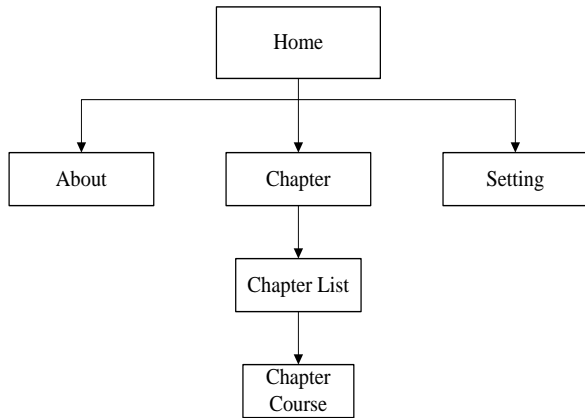 Home
About
Chapter
Setting
Chapter List
Chapter
Course